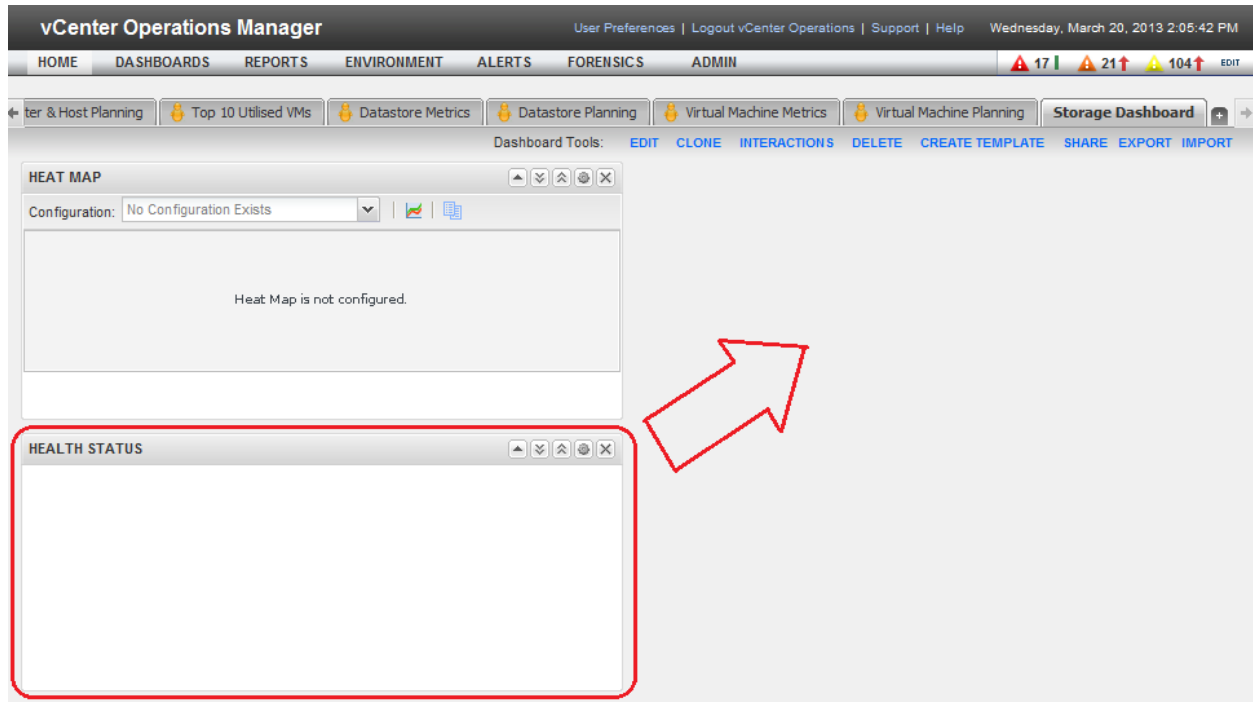 vCenter Operations Manager
User Preferences | Logout vCenter Operations | Support | Help Wednesday, March 20, 2013 2:05:42 PM
HOME DASHBOARDS REPORTS ENVIRONMENT ALERTS FORENSICS ADMIN 17 21 104 EDIT
ter & Host Planning Top 10 Utilised VMs Datastore Metrics Datastore Planning Virtual Machine Metrics Virtual Machine Planning Storage Dashboard
Dashboard Tools: EDIT CLONE INTERACTIONS DELETE CREATE TEMPLATE SHARE EXPORT IMPORT
HEAT MAP
Configuration: No Configuration Exists
Heat Map is not configured.
HEALTH STATUS